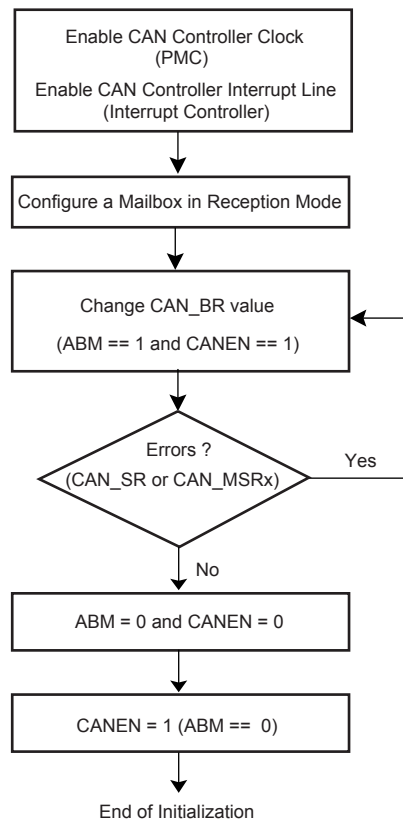 Enable CAN Controller Clock
(PMC)
Enable CAN Controller Interrupt Line
(Interrupt Controller)
Configure a Mailbox in Reception Mode
Change CAN_BR value
(ABM == 1 and CANEN == 1)
Errors ?
(CAN_SR or CAN_MSRx)
Yes
No
ABM = 0 and CANEN = 0
CANEN = 1 (ABM == 0)
End of Initialization